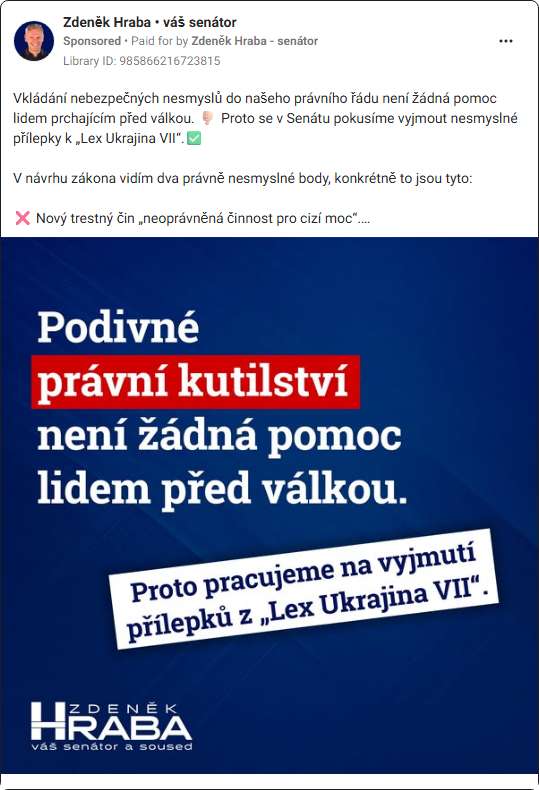 Zdeněk Hraba • váš senátor
Sponsored • Paid for by Zdeněk Hraba - senátor
Library ID: 985866216723815
Vkládání nebezpečných nesmyslů do našeho právního řádu není žádná pomoc
lidem prchajícím před válkou. 👎🏻 Proto se v Senátu pokusíme vyjmout nesmyslné
přílepky k „Lex Ukrajina VII“. ✅
V návrhu zákona vidím dva právně nesmyslné body, konkrétně to jsou tyto:
❌ Nový trestný čin „neoprávněná činnost pro cizí moc“....
Podivné
právní kutilství
není žádná pomoc
lidem před válkou.
Proto pracujeme na vyjmutí
přílepků z „Lex Ukrajina VII“.
ZDENĚK
HRABA
váš senátor a soused